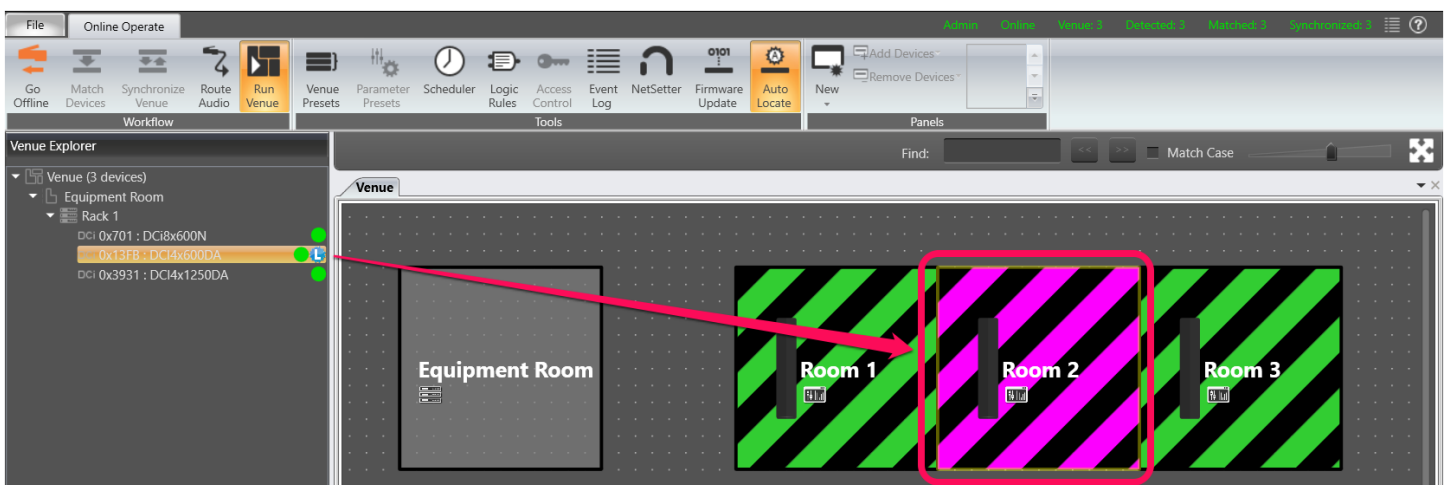 File Online Operate Admin Online Venue: 3 Detected: 3 Matched: 3 Synchronized: 3 ?
0101
A
Go Offline Match Devices Synchronize Venue Route Audio Run Venue Venue Presets Parameter Presets Scheduler Logic Rules Access Control Event Log NetSetter Firmware Update Auto Locate New Add Devices Remove Devices
Workflow Tools Panels
Venue Explorer Find: << >> Match Case
Venue (3 devices)
Venue
Equipment Room
Rack 1
DCi 0x701 : DCi8x600N
0x13FB : DCI4x600DA L
DCi 0x3931 : DCI4x1250DA
Equipment Room Room 1 Room 2 Room 3